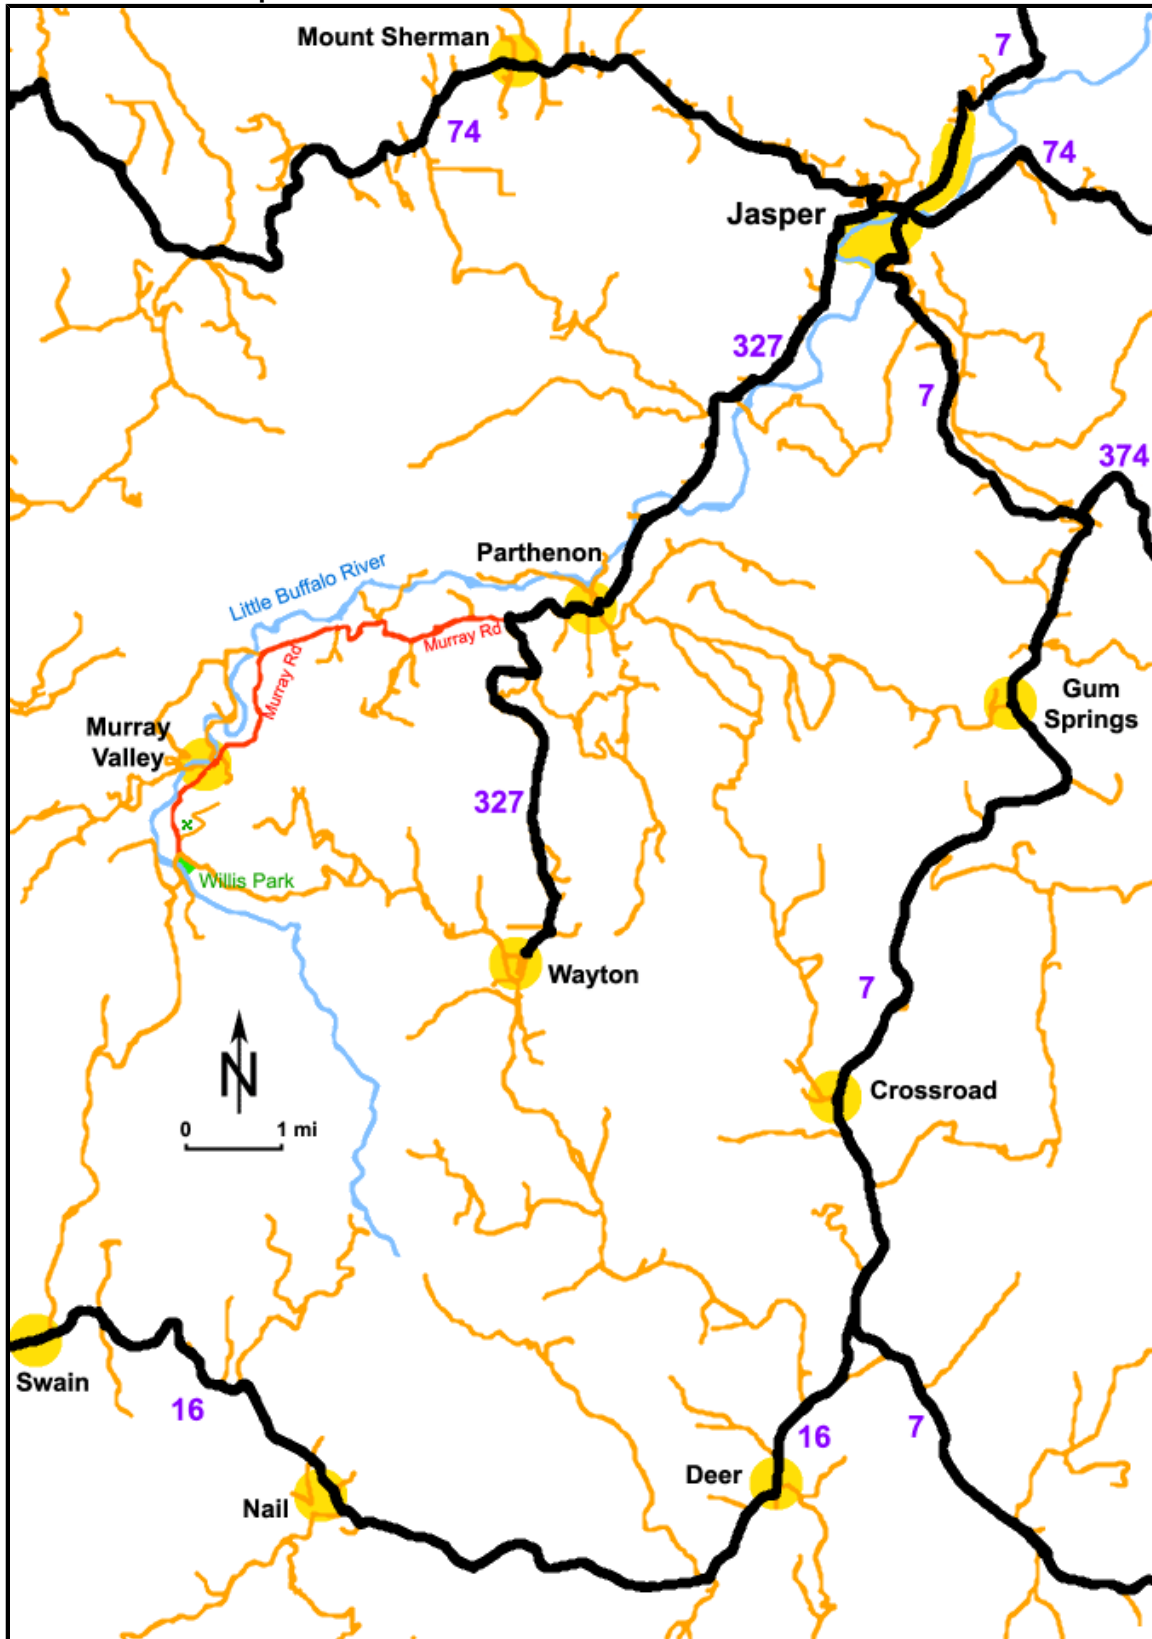 Mount Sherman
7
74
74
Jasper
327
7
374
Parthenon
Little Buffalo River
Murray Rd
Murray Rd
Gum
Springs
Murray
Valley
327
Willis Park
Wayton
7
N
Crossroad
0 1 mi
Swain
16
16
7
Deer
Nail